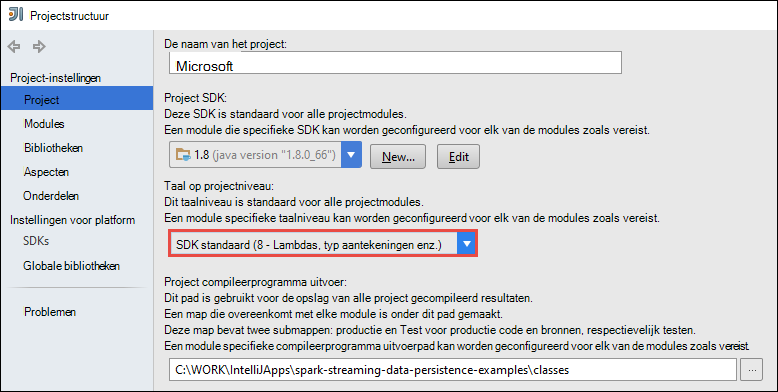 Projectstructuur
Project-instellingen
Project
Modules
Bibliotheken
Aspecten
Onderdelen
Instellingen voor platform
SDKs
Globale bibliotheken
Problemen
De naam van het project:
Microsoft
Project SDK:
Deze SDK is standaard voor alle projectmodules.
Een module die specifieke SDK kan worden geconfigureerd voor elk van de modules zoals vereist.
1.8 (java version "1.8.0_66")
New...
Edit
Taal op projectniveau:
Dit taalniveau is standaard voor alle projectmodules.
Een module specifieke taalniveau kan worden geconfigureerd voor elk van de modules zoals vereist.
SDK standaard (8 - Lambdas, typ aantekeningen enz.)
Project compileerprogramma uitvoer:
Dit pad is gebruikt voor de opslag van alle project gecompileerd resultaten.
Een map die overeenkomt met elke module is onder dit pad gemaakt.
Deze map bevat twee submappen: productie en Test voor productie code en bronnen, respectievelijk testen.
Een module specifieke compileerprogramma uitvoerpad kan worden geconfigureerd voor elk van de modules zoals vereist.
C:\WORK\IntelliJApps\spark-streaming-data-persistence-examples\classes
...